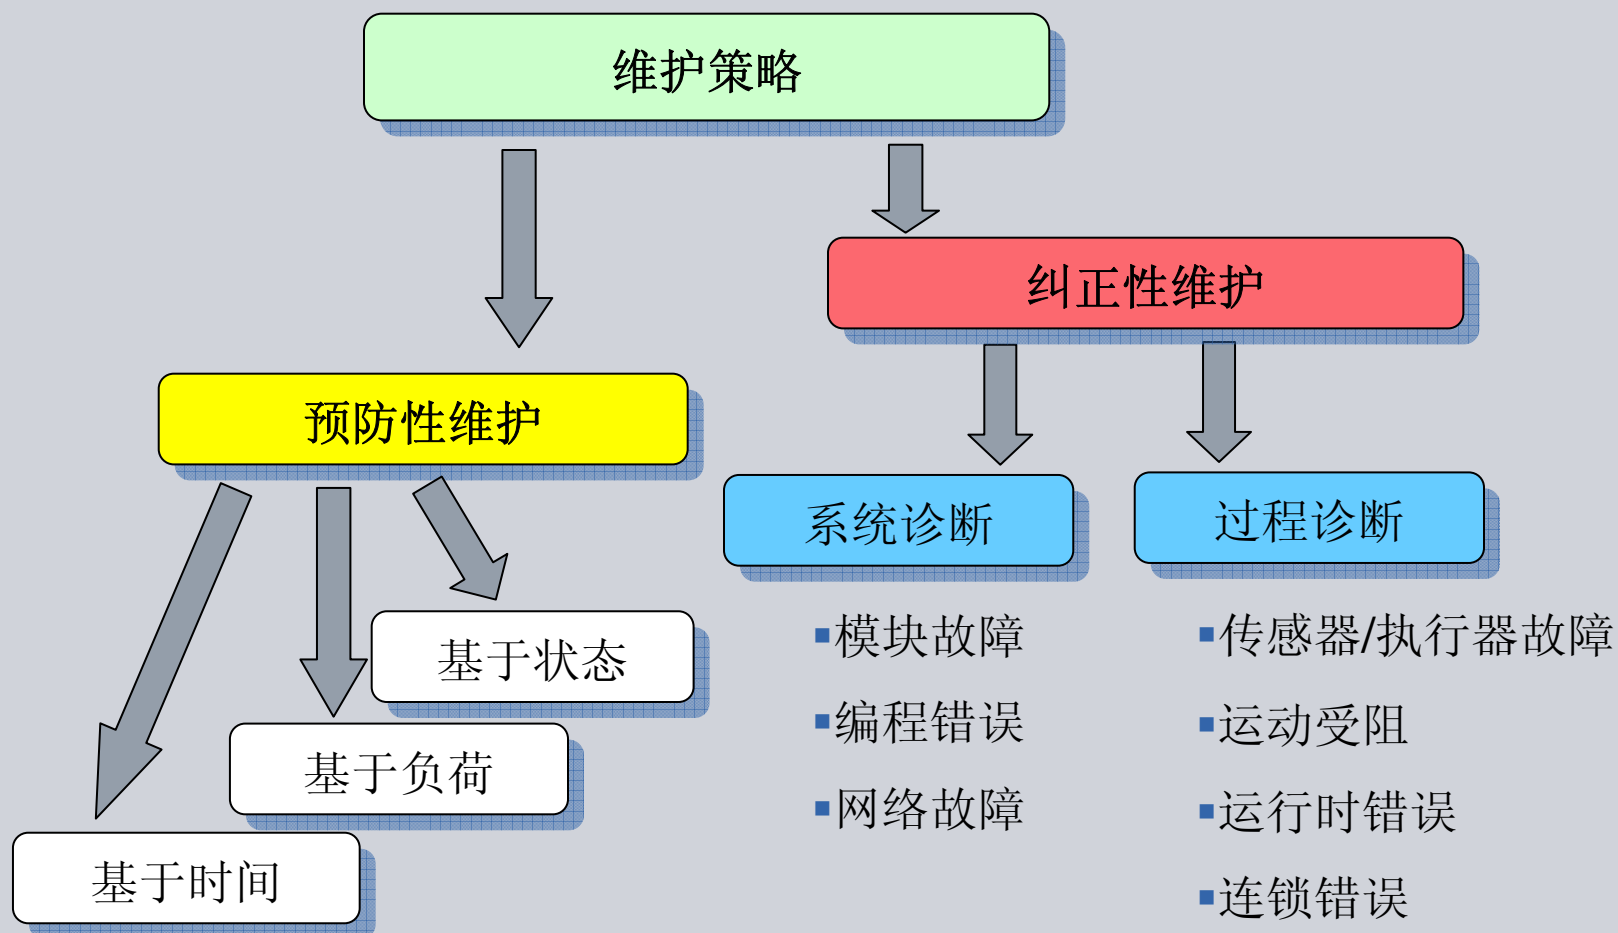 维护策略
纠正性维护
预防性维护
系统诊断
过程诊断
基于状态
基于负荷
基于时间
▪模块故障
▪编程错误
▪网络故障
▪传感器/执行器故障
▪运动受阻
▪运行时错误
▪连锁错误